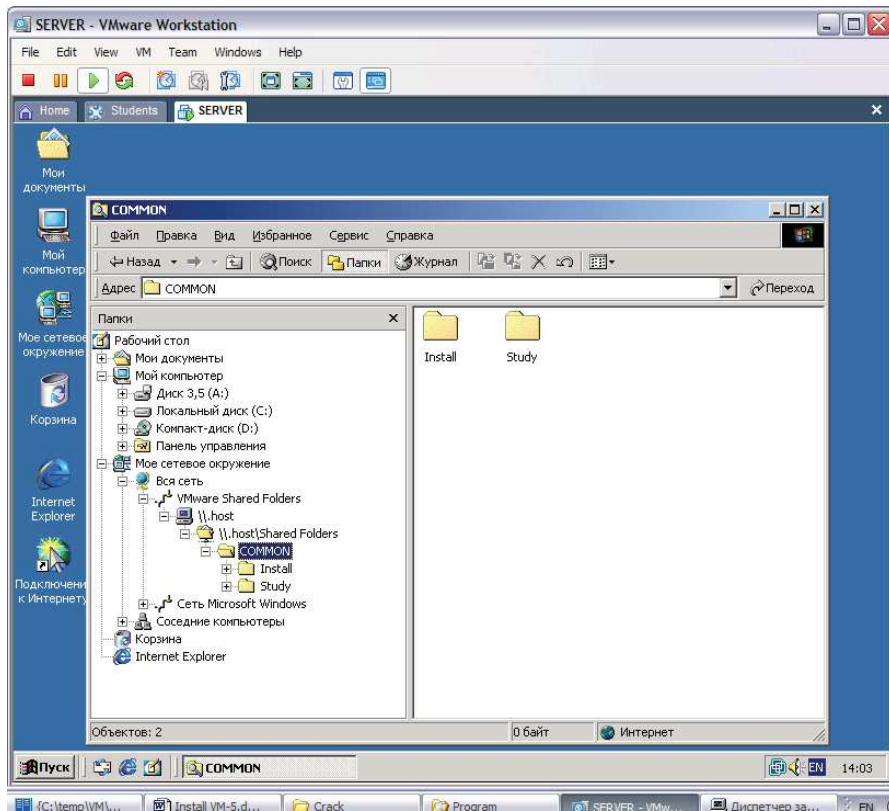 SERVER - VMware Workstation
File Edit View VM Team Windows Help
Home Students SERVER
Мои документы
Мой компьютер
Мое сетевое окружение
Корзина
Internet Explorer
Подключени к Интернету
COMMON
Файл Правка Вид Избранное Сервис Справка
Назад Поиск Папки Журнал
Адрес COMMON Переход
Папки
Рабочий стол
Мои документы
Мой компьютер
Диск 3,5 (A:)
Локальный диск (C:)
Компакт-диск (D:)
Панель управления
Мое сетевое окружение
Вся сеть
VMware Shared Folders
\\.host
\\.host\Shared Folders
COMMON
Install
Study
Сеть Microsoft Windows
Соседние компьютеры
Корзина
Internet Explorer
Install Study
Объектов: 2 0 байт Интернет
Пуск COMMON EN 14:03
{C:\temp\VM\... Install VM-5.d... Crack Program SERVER - VMw... Диспетчер за... EN